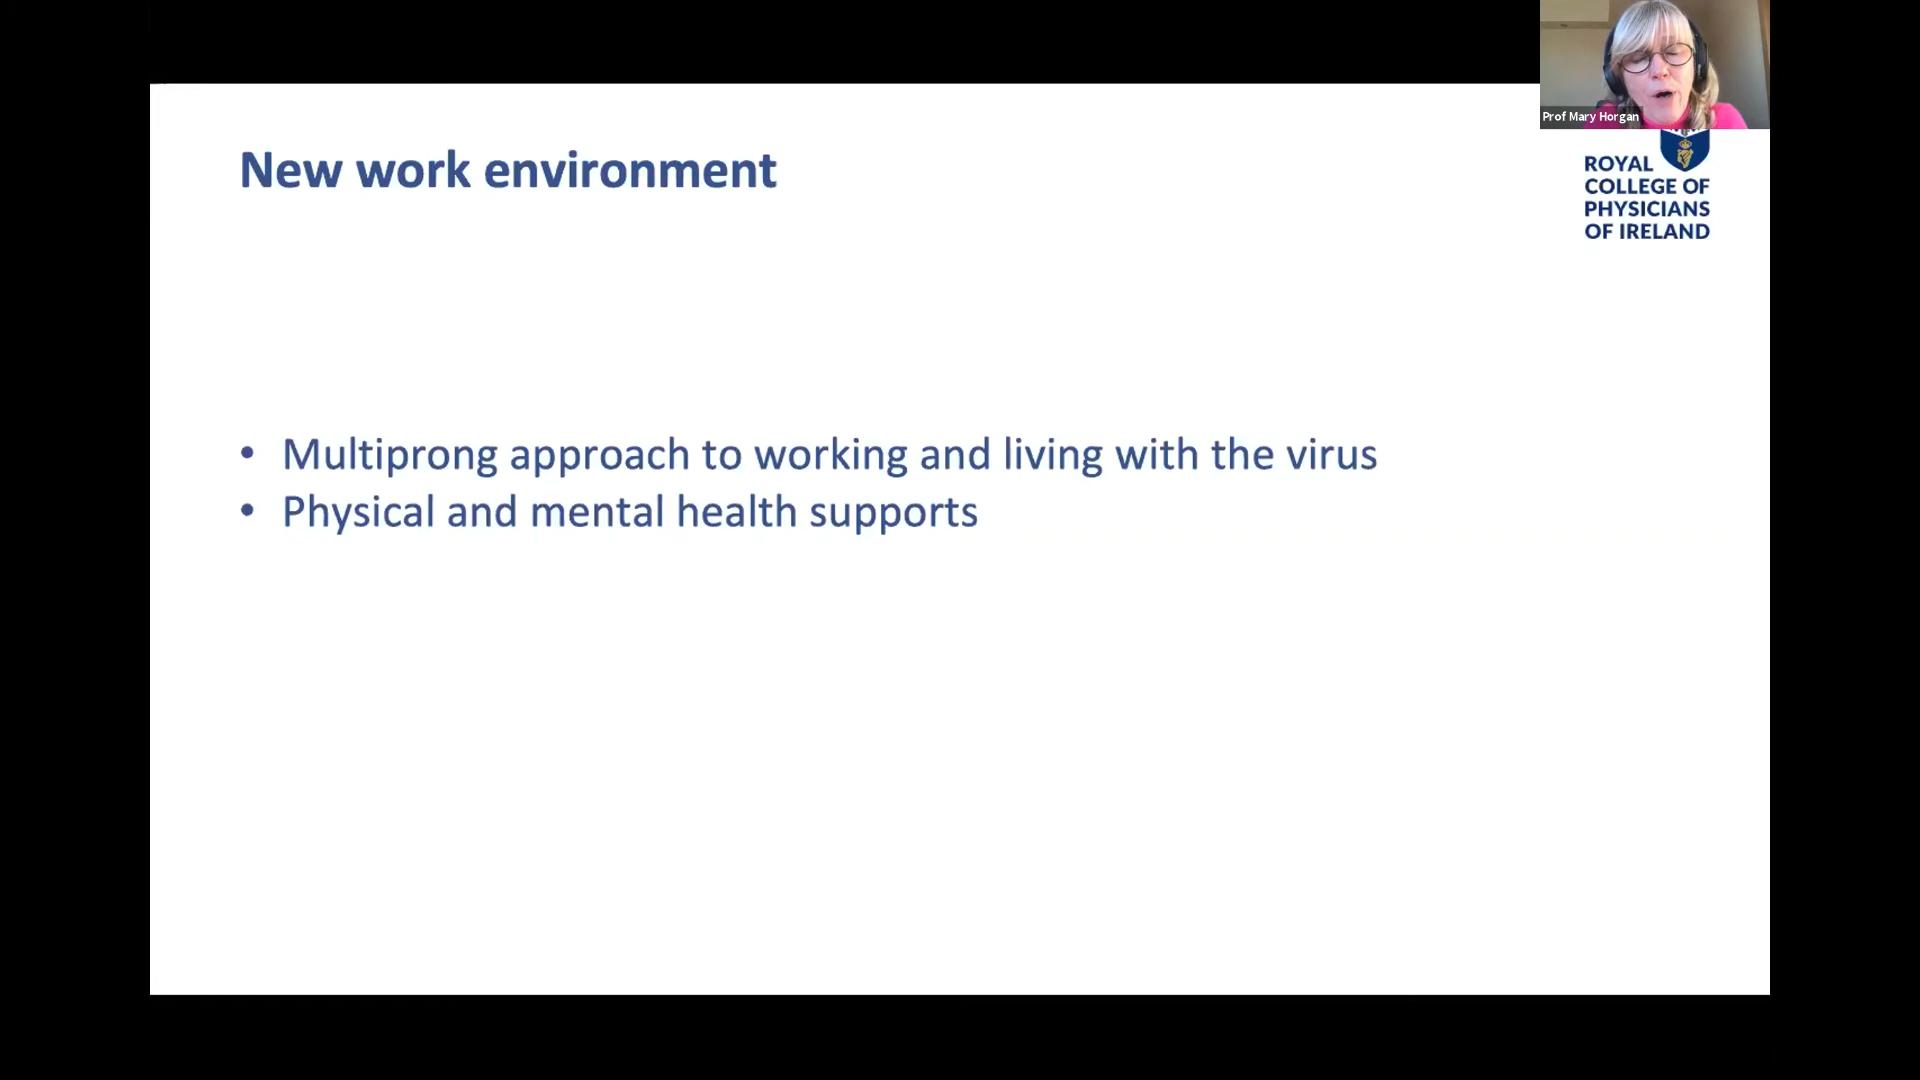 Prof Mary Horgan
New work environment
ROYAL
COLLEGE OF
PHYSICIANS
OF IRELAND
• Multiprong approach to working and living with the virus
• Physical and mental health supports